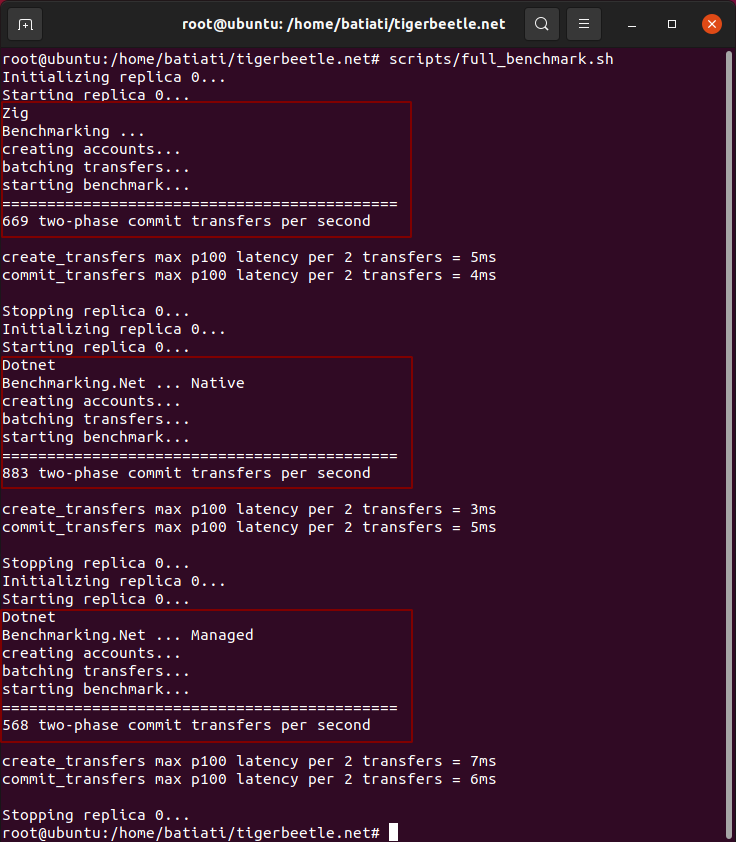 root@ubuntu: /home/batiati/tigerbeetle.net
root@ubuntu:/home/batiati/tigerbeetle.net# scripts/full_benchmark.sh
Initializing replica 0...
Starting replica 0...
Zig
Benchmarking ...
creating accounts...
batching transfers...
starting benchmark...
============================================
669 two-phase commit transfers per second
create_transfers max p100 latency per 2 transfers = 5ms
commit_transfers max p100 latency per 2 transfers = 4ms
Stopping replica 0...
Initializing replica 0...
Starting replica 0...
Dotnet
Benchmarking.Net ... Native
creating accounts...
batching transfers...
starting benchmark...
============================================
883 two-phase commit transfers per second
create_transfers max p100 latency per 2 transfers = 3ms
commit_transfers max p100 latency per 2 transfers = 5ms
Stopping replica 0...
Initializing replica 0...
Starting replica 0...
Dotnet
Benchmarking.Net ... Managed
creating accounts...
batching transfers...
starting benchmark...
============================================
568 two-phase commit transfers per second
create_transfers max p100 latency per 2 transfers = 7ms
commit_transfers max p100 latency per 2 transfers = 6ms
Stopping replica 0...
root@ubuntu:/home/batiati/tigerbeetle.net#